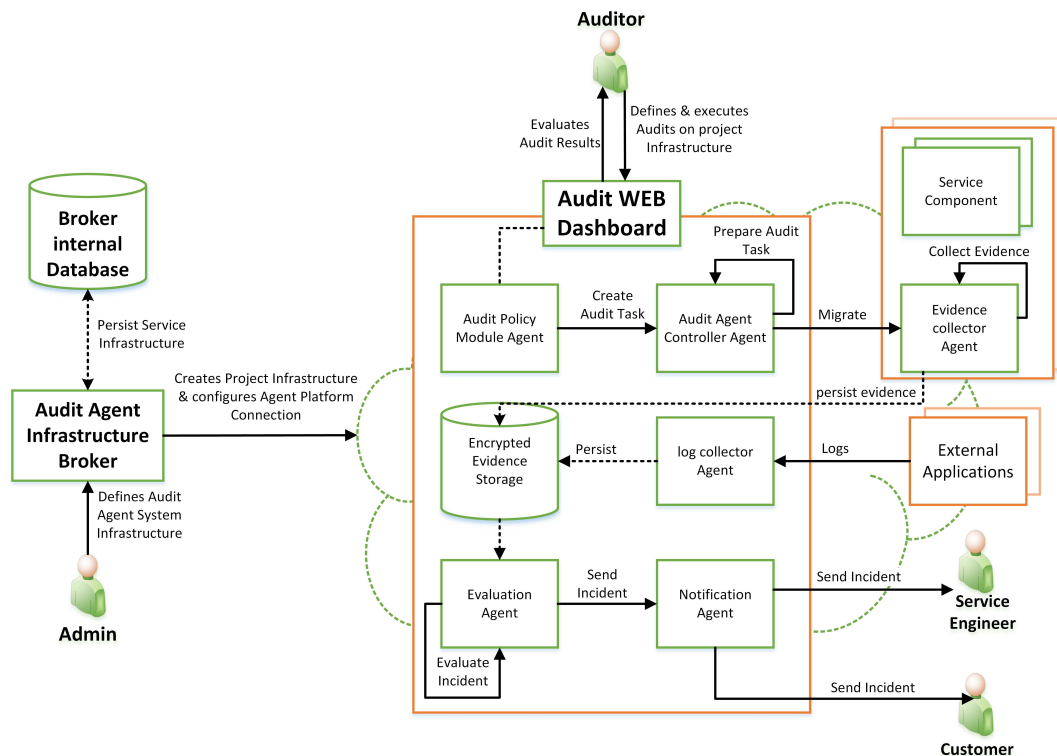 Auditor
Evaluates
Audit Results
Defines & executes
Audits on project
Infrastructure
Audit WEB
Dashboard
Service
Component
Collect Evidence
Evidence
collector
Agent
Prepare Audit
Task
Broker
internal
Database
Persist Service
Infrastructure
Audit Policy
Module Agent
Create
Audit Task
Audit Agent
Controller Agent
Migrate
Creates Project Infrastructure
& configures Agent Platform
Connection
Audit Agent
Infrastructure
Broker
persist evidence
Encrypted
Evidence
Storage
Persist
log collector
Agent
Logs
External
Applications
Defines Audit
Agent System
Infrastructure
Admin
Evaluation
Agent
Send
Incident
Notification
Agent
Send Incident
Service
Engineer
Evaluate
Incident
Send Incident
Customer